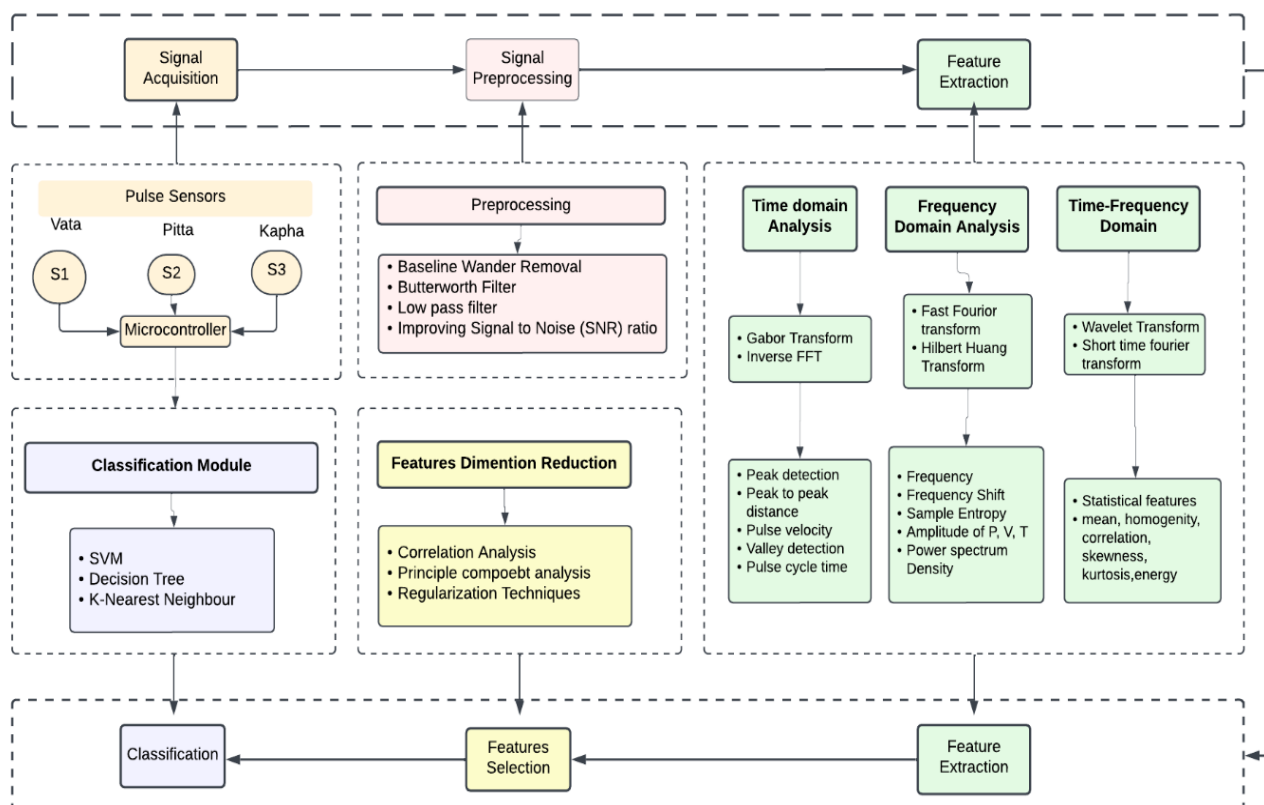 Signal
Acquisition
Signal
Preprocessing
Feature
Extraction
Pulse Sensors
Vata
Pitta
Kapha
S1
S2
S3
Microcontroller
Preprocessing
• Baseline Wander Removal
• Butterworth Filter
• Low pass filter
• Improving Signal to Noise (SNR) ratio
Time domain
Analysis
• Gabor Transform
• Inverse FFT
• Peak detection
• Peak to peak
distance
• Pulse velocity
• Valley detection
• Pulse cycle time
Frequency
Domain Analysis
• Fast Fourior
transform
• Hilbert Huang
Transform
• Frequency
• Frequency Shift
• Sample Entropy
• Amplitude of P, V, T
• Power spectrum
Density
Time-Frequency
Domain
• Wavelet Transform
• Short time fourier
transform
• Statistical features
• mean, homogenity,
correlation,
skewness,
kurtosis,energy
Classification Module
• SVM
• Decision Tree
• K-Nearest Neighbour
Features Dimention Reduction
• Correlation Analysis
• Principle compoebt analysis
• Regularization Techniques
Classification
Features
Selection
Feature
Extraction